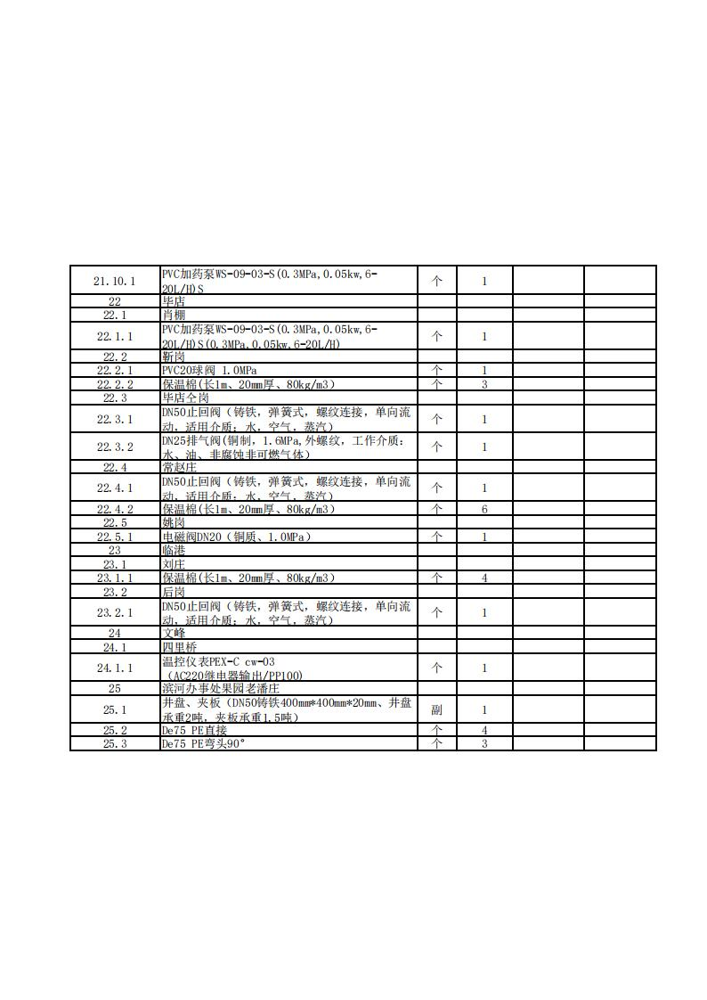 21.10.1 PVC加药泵WS-09-03-S(0.3MPa,0.05kw,6-
20L/H)S 个 1
22 毕店
22.1 肖棚
22.1.1 PVC加药泵WS-09-03-S(0.3MPa,0.05kw,6-
20L/H)S(0.3MPa,0.05kw,6-20L/H) 个 1
22.2 靳岗
22.2.1 PVC20球阀 1.0MPa 个 1
22.2.2 保温棉(长1m、20mm厚、80kg/m3) 个 3
22.3 毕店仝岗
22.3.1 DN50止回阀（铸铁，弹簧式，螺纹连接，单向流
动，适用介质：水，空气，蒸汽） 个 1
22.3.2 DN25排气阀(铜制，1.6MPa,外螺纹，工作介质：
水、油、非腐蚀非可燃气体） 个 1
22.4 常赵庄
22.4.1 DN50止回阀（铸铁，弹簧式，螺纹连接，单向流
动，适用介质：水，空气，蒸汽） 个 1
22.4.2 保温棉(长1m、20mm厚、80kg/m3) 个 6
22.5 姚岗
22.5.1 电磁阀DN20（铜质、1.0MPa） 个 1
23 临港
23.1 刘庄
23.1.1 保温棉(长1m、20mm厚、80kg/m3) 个 4
23.2 后岗
23.2.1 DN50止回阀（铸铁，弹簧式，螺纹连接，单向流
动，适用介质：水，空气，蒸汽） 个 1
24 文峰
24.1 四里桥
24.1.1 温控仪表PEX-C cw-03
（AC220继电器输出/PP100) 个 1
25 滨河办事处果园老潘庄
25.1 井盘、夹板（DN50铸铁400mm*400mm*20mm、井盘
承重2吨，夹板承重1.5吨） 副 1
25.2 De75 PE直接 个 4
25.3 De75 PE弯头90° 个 3